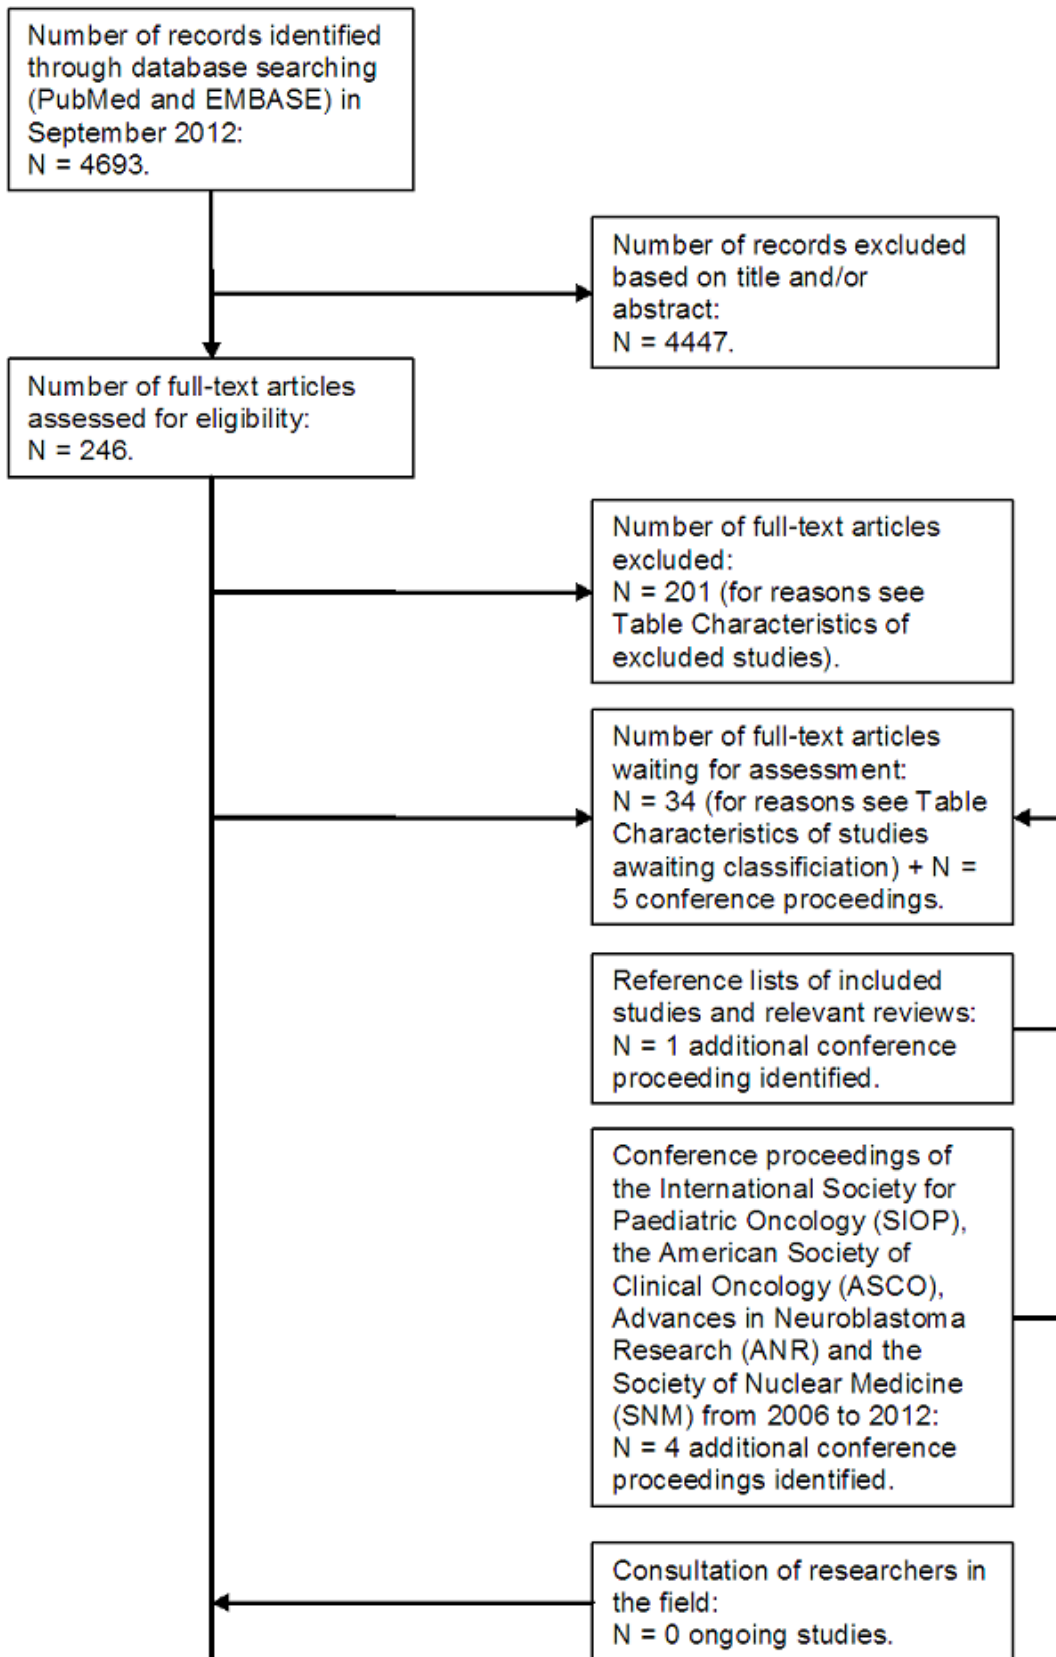 Number of records identified
through database searching
(PubMed and EMBASE) in
September 2012:
N = 4693.
Number of records excluded
based on title and/or
abstract:
N = 4447.
Number of full-text articles
assessed for eligibility:
N = 246.
Number of full-text articles
excluded:
N = 201 (for reasons see
Table Characteristics of
excluded studies).
Number of full-text articles
waiting for assessment:
N = 34 (for reasons see Table
Characteristics of studies
awaiting classificiation) + N =
5 conference proceedings.
Reference lists of included
studies and relevant reviews:
N = 1 additional conference
proceeding identified.
Conference proceedings of
the International Society for
Paediatric Oncology (SIOP),
the American Society of
Clinical Oncology (ASCO),
Advances in Neuroblastoma
Research (ANR) and the
Society of Nuclear Medicine
(SNM) from 2006 to 2012:
N = 4 additional conference
proceedings identified.
Consultation of researchers in
the field:
N = 0 ongoing studies.